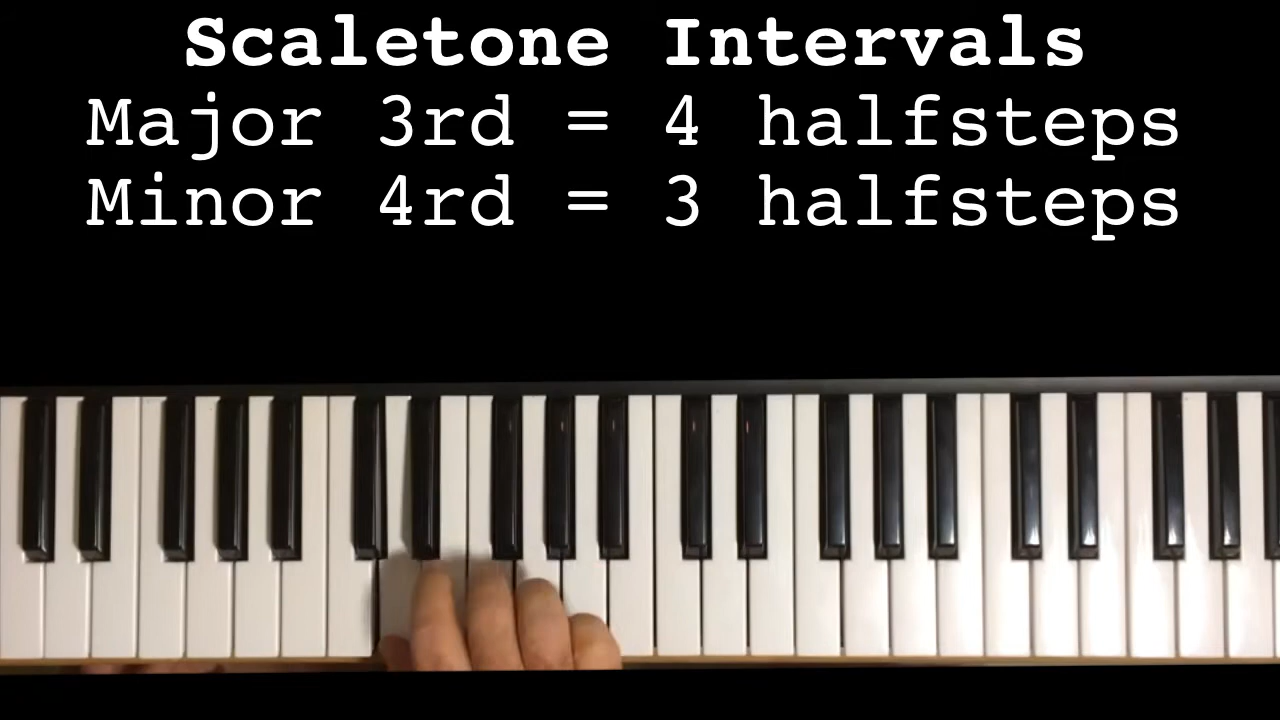 Scaletone Intervals
Major 3rd = 4 halfsteps
Minor 4rd = 3 halfsteps